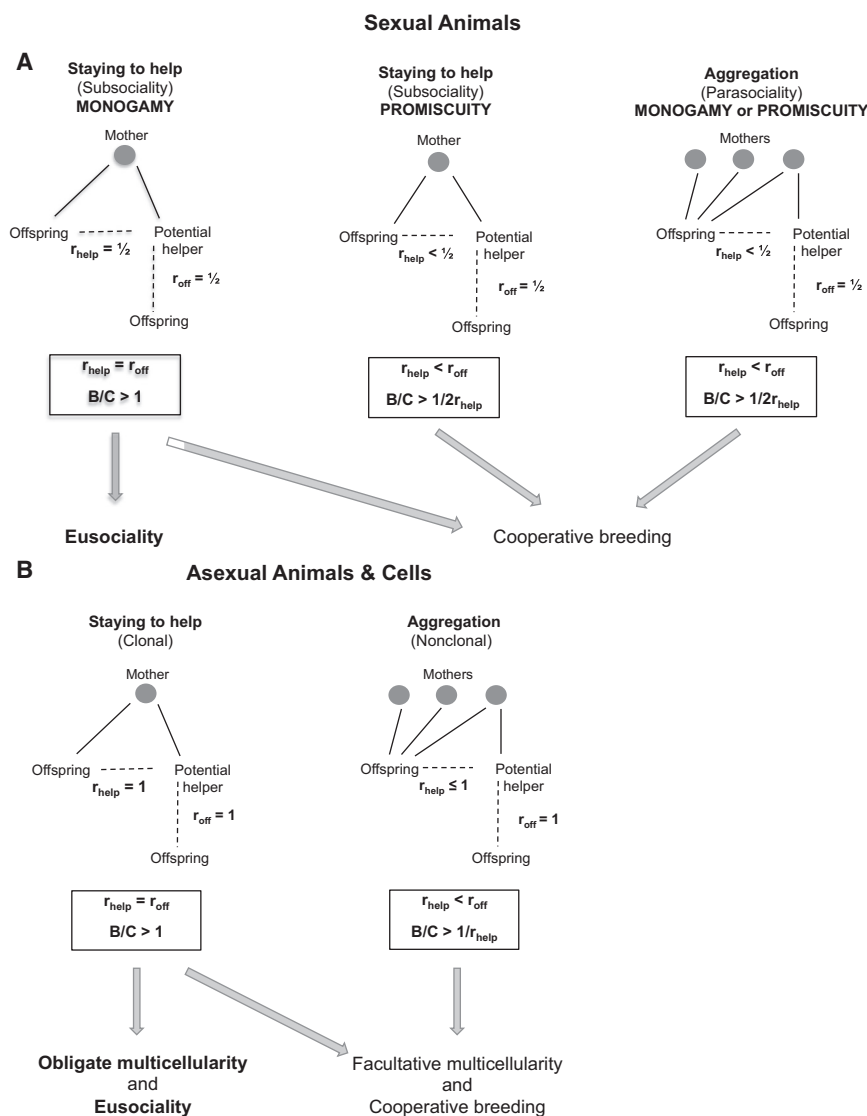 Sexual Animals
A
Staying to help
(Subsociality)
MONOGAMY
Mother
Offspring
Potential
helper
r_help = ½
r_off = ½
Offspring
r_help = r_off
B/C > 1
Staying to help
(Subsociality)
PROMISCUITY
Mother
Offspring
Potential
helper
r_help < ½
r_off = ½
Offspring
r_help < r_off
B/C > 1/2r_help
Aggregation
(Parasociality)
MONOGAMY or PROMISCUITY
Mothers
Offspring
Potential
helper
r_help < ½
r_off = ½
Offspring
r_help < r_off
B/C > 1/2r_help
Eusociality
Cooperative breeding
B
Asexual Animals & Cells
Staying to help
(Clonal)
Mother
Offspring
Potential
helper
r_help = 1
r_off = 1
Offspring
r_help = r_off
B/C > 1
Aggregation
(Nonclonal)
Mothers
Offspring
Potential
helper
r_help ≤ 1
r_off = 1
Offspring
r_help < r_off
B/C > 1/r_help
Obligate multicellularity
and
Eusociality
Facultative multicellularity
and
Cooperative breeding